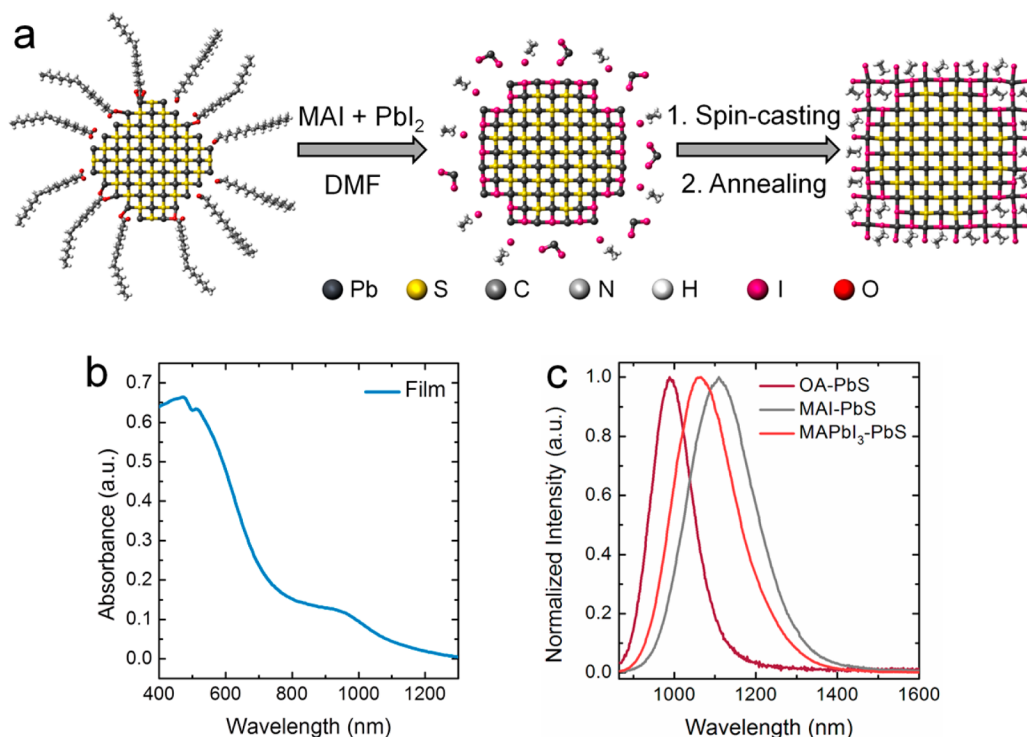 a
MAI + PbI₂
DMF
1. Spin-casting
2. Annealing
Pb S C N H I O
b
Film
Absorbance (a.u.)
0.7
0.6
0.5
0.4
0.3
0.2
0.1
0.0
400 600 800 1000 1200
Wavelength (nm)
c
OA-PbS
MAI-PbS
MAPbI₃-PbS
Normalized Intensity (a.u.)
1.0
0.8
0.6
0.4
0.2
0.0
1000 1200 1400 1600
Wavelength (nm)